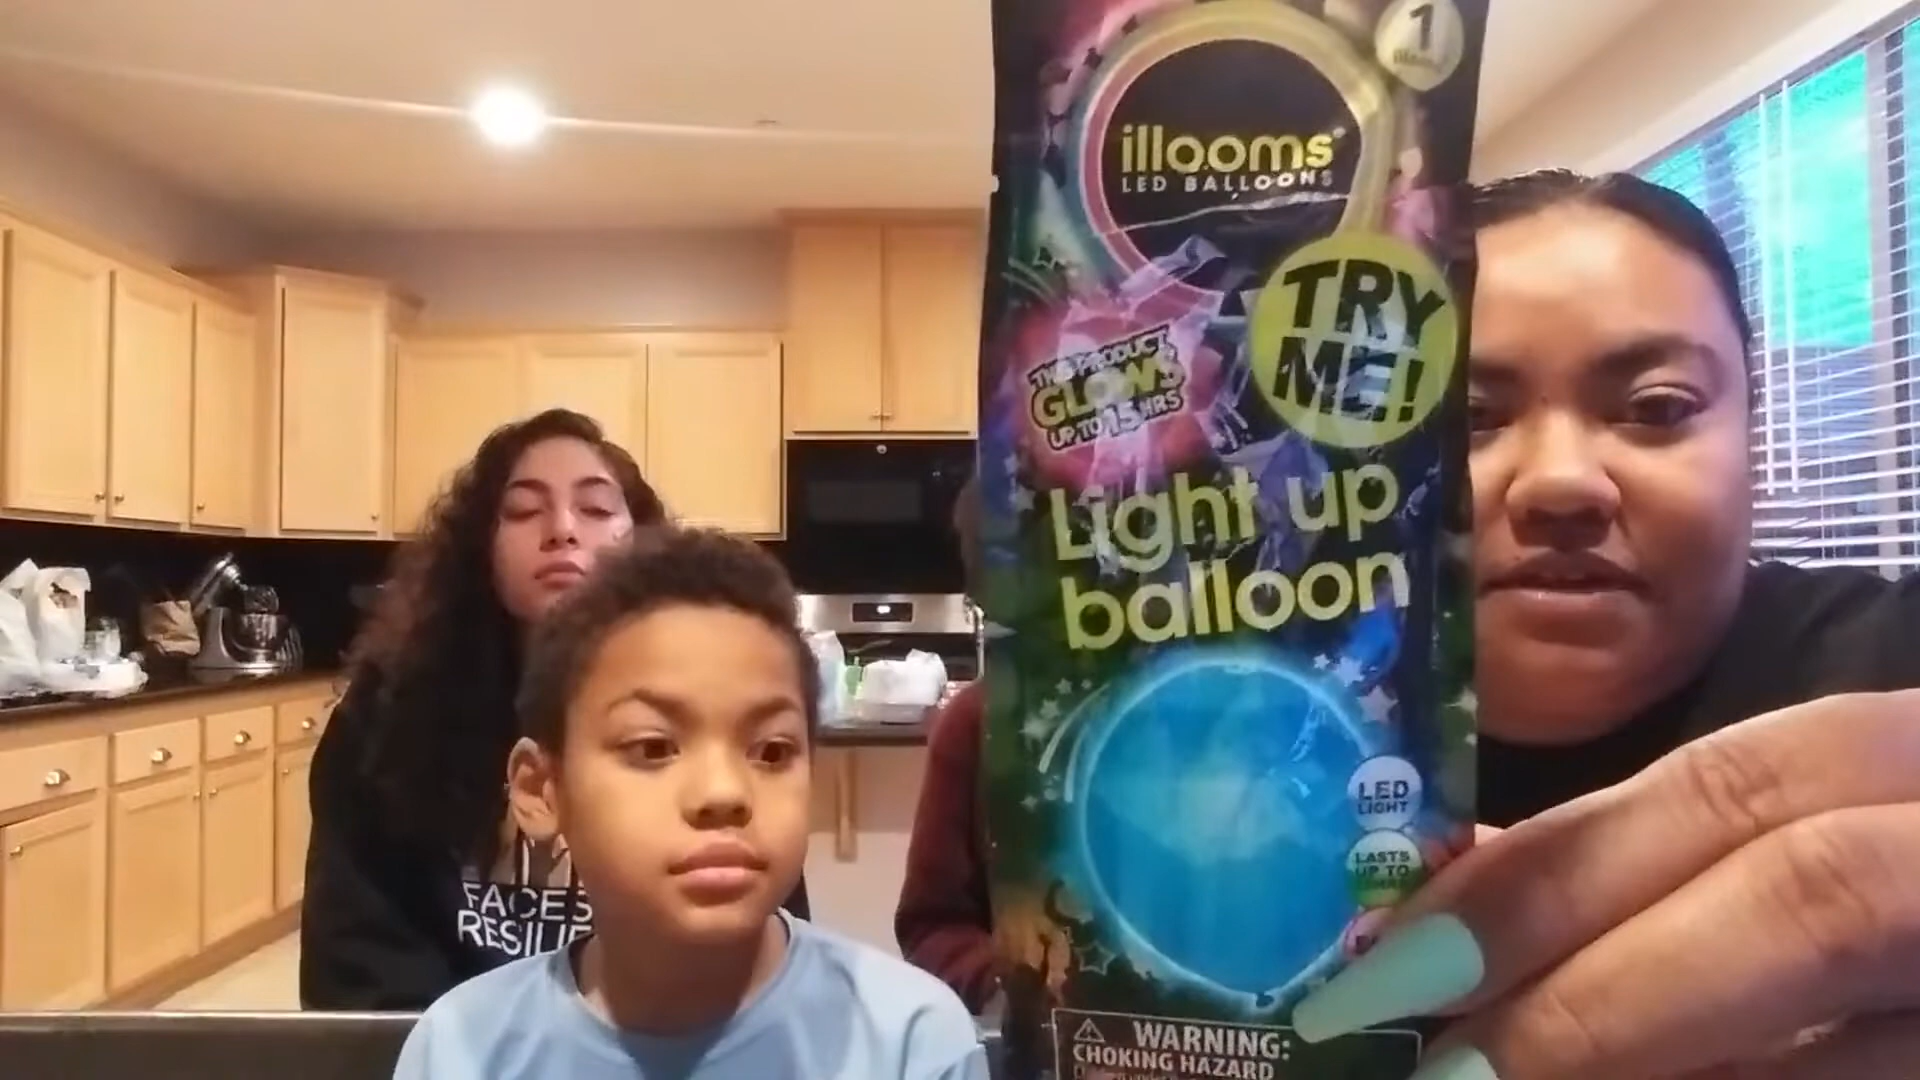 1
illooms
LED BALLOONS
TRY
ME!
THIS PRODUCT
GLOWS
UP TO 15 HRS
Light up
balloon
LED
LIGHT
LASTS
UP TO
FACES
RESILIE
WARNING:
CHOKING HAZARD